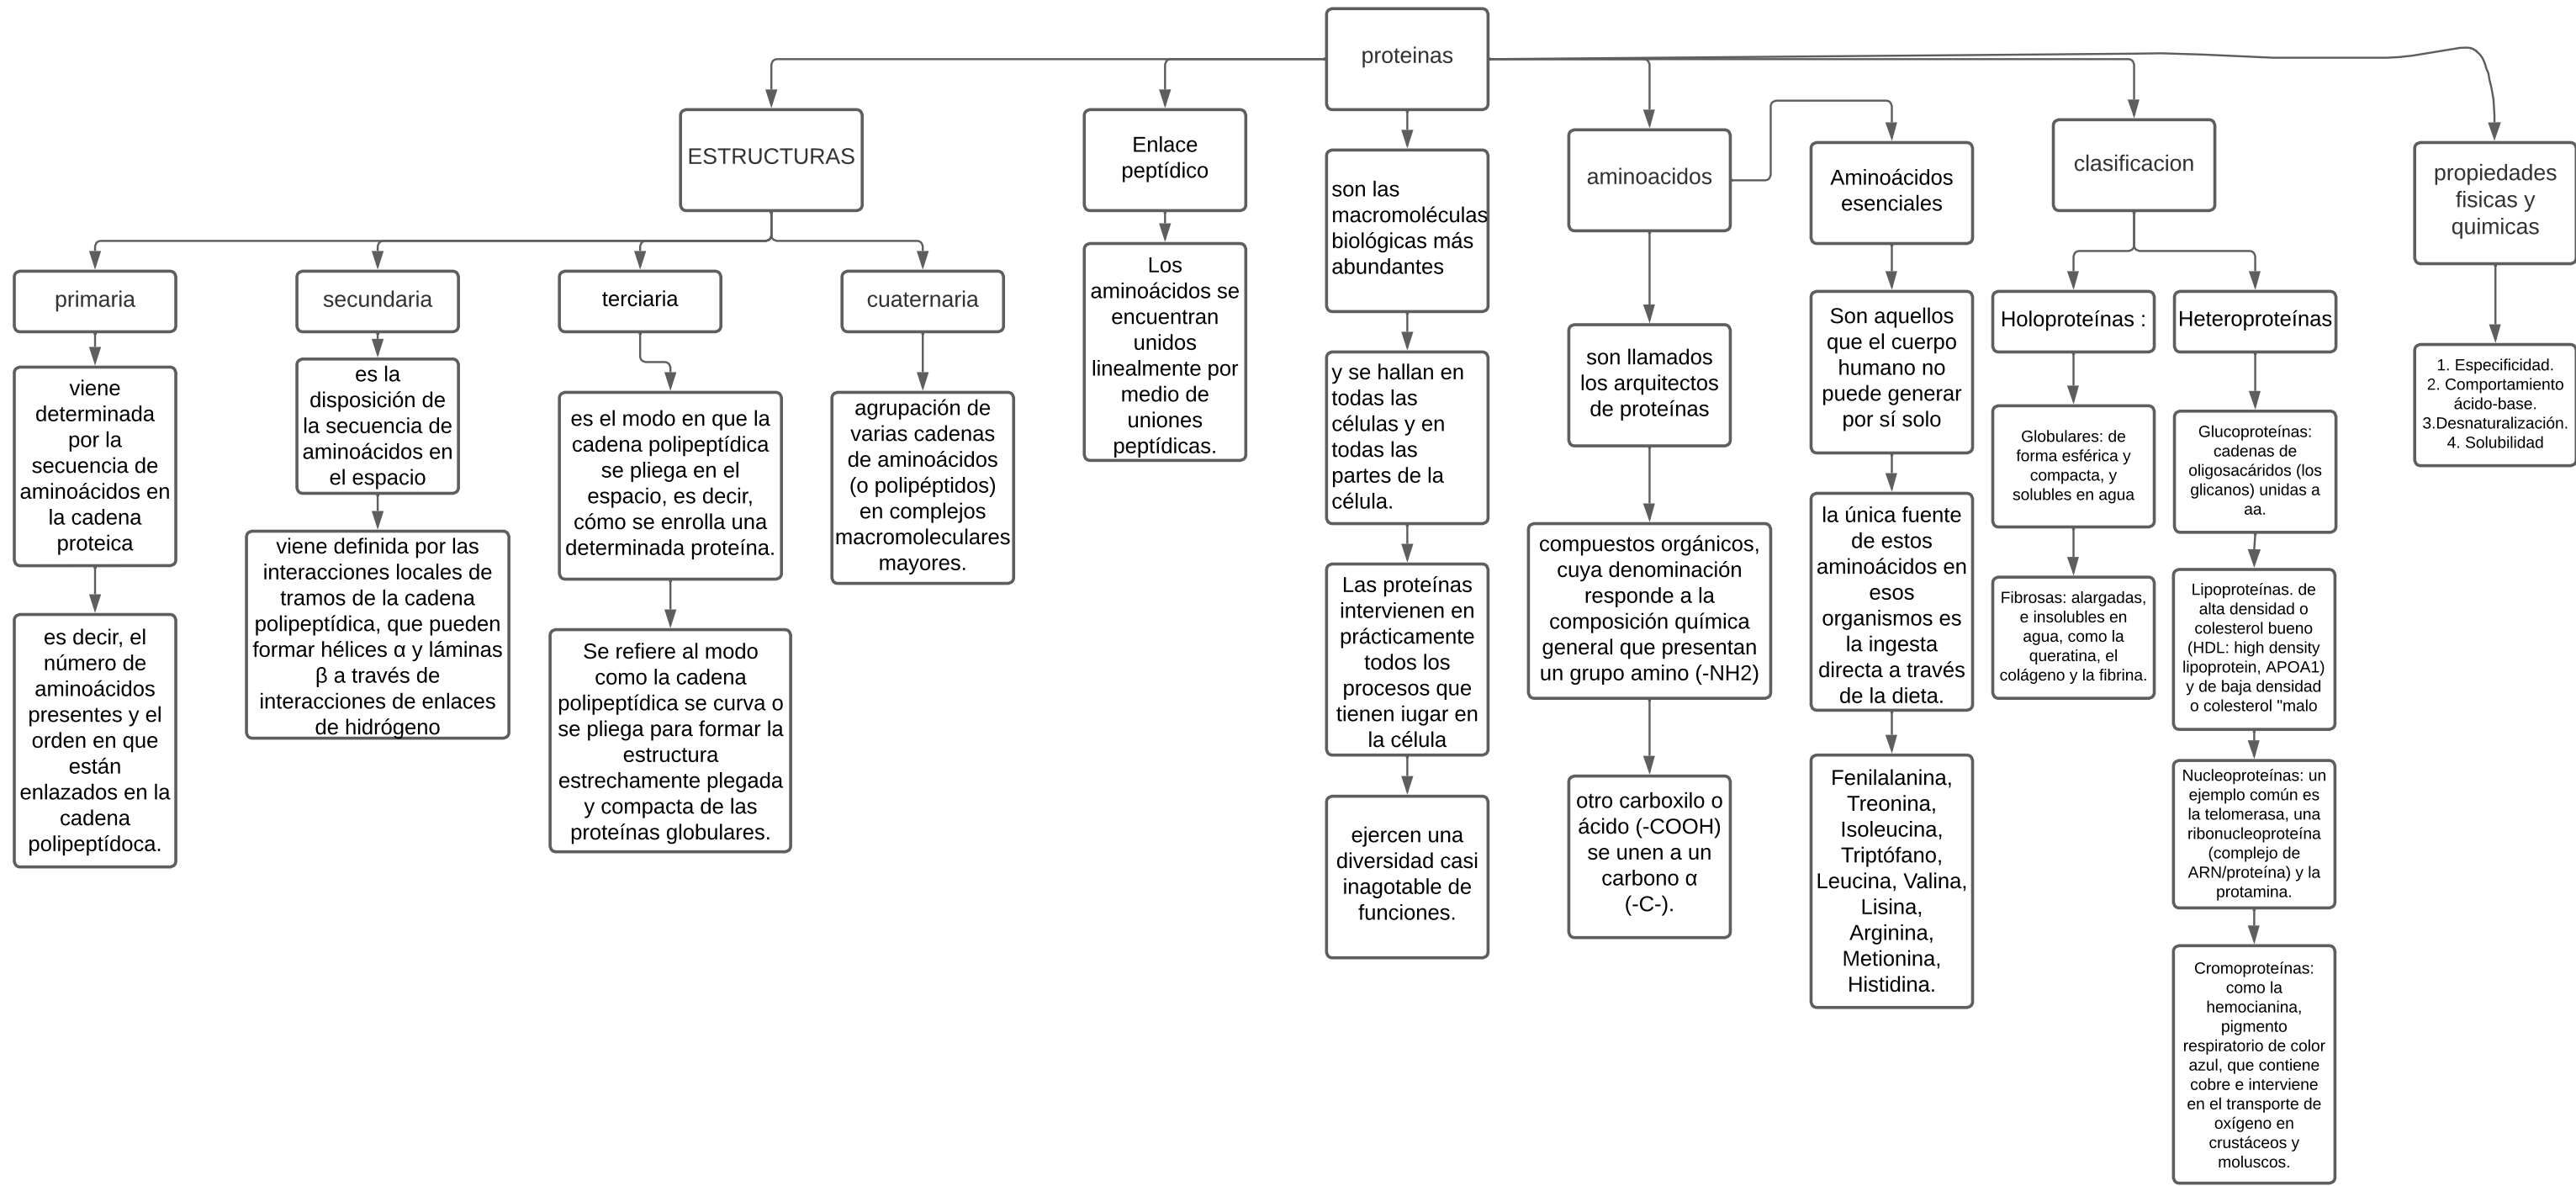 proteinas
ESTRUCTURAS
primaria
viene
determinada
por la
secuencia de
aminoácidos en
la cadena
proteica
es decir, el
número de
aminoácidos
presentes y el
orden en que
están
enlazados en la
cadena
polipeptídoca.
secundaria
es la
disposición de
la secuencia de
aminoácidos en
el espacio
viene definida por las
interacciones locales de
tramos de la cadena
polipeptídica, que pueden
formar hélices α y láminas
β a través de
interacciones de enlaces
de hidrógeno
terciaria
es el modo en que la
cadena polipeptídica
se pliega en el
espacio, es decir,
cómo se enrolla una
determinada proteína.
Se refiere al modo
como la cadena
polipeptídica se curva o
se pliega para formar la
estructura
estrechamente plegada
y compacta de las
proteínas globulares.
cuaternaria
agrupación de
varias cadenas
de aminoácidos
(o polipéptidos)
en complejos
macromoleculares
mayores.
Enlace
peptídico
Los
aminoácidos se
encuentran
unidos
linealmente por
medio de
uniones
peptídicas.
son las
macromoléculas
biológicas más
abundantes
y se hallan en
todas las
células y en
todas las
partes de la
célula.
Las proteínas
intervienen en
prácticamente
todos los
procesos que
tienen iugar en
la célula
ejercen una
diversidad casi
inagotable de
funciones.
aminoacidos
son llamados
los arquitectos
de proteínas
compuestos orgánicos,
cuya denominación
responde a la
composición química
general que presentan
un grupo amino (-NH2)
otro carboxilo o
ácido (-COOH)
se unen a un
carbono α
(-C-).
Aminoácidos
esenciales
Son aquellos
que el cuerpo
humano no
puede generar
por sí solo
la única fuente
de estos
aminoácidos en
esos
organismos es
la ingesta
directa a través
de la dieta.
Fenilalanina,
Treonina,
Isoleucina,
Triptófano,
Leucina, Valina,
Lisina,
Arginina,
Metionina,
Histidina.
clasificacion
Holoproteínas :
Globulares: de
forma esférica y
compacta, y
solubles en agua
Fibrosas: alargadas,
e insolubles en
agua, como la
queratina, el
colágeno y la fibrina.
Heteroproteínas
Glucoproteínas:
cadenas de
oligosacáridos (los
glicanos) unidas a
aa.
Lipoproteínas. de
alta densidad o
colesterol bueno
(HDL: high density
lipoprotein, APOA1)
y de baja densidad
o colesterol "malo
Nucleoproteínas: un
ejemplo común es
la telomerasa, una
ribonucleoproteína
(complejo de
ARN/proteína) y la
protamina.
Cromoproteínas:
como la
hemocianina,
pigmento
respiratorio de color
azul, que contiene
cobre e interviene
en el transporte de
oxígeno en
crustáceos y
moluscos.
propiedades
fisicas y
quimicas
1. Especificidad.
2. Comportamiento
ácido-base.
3.Desnaturalización.
4. Solubilidad